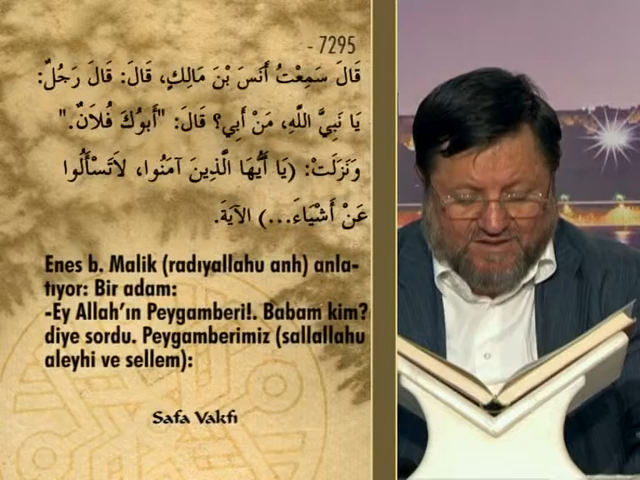 - 7295
قَالَ سَمِعْتُ أَنَسَ بْنَ مَالِكٍ، قَالَ: قَالَ رَجُلٌ:
يَا نَبِيَّ اللَّهِ، مَنْ أَبِي؟ قَالَ: "أَبُوكَ فُلَانٌ."
وَنَزَلَتْ: (يَا أَيُّهَا الَّذِينَ آمَنُوا، لاَتَسْأَلُوا
عَنْ أَشْيَاءَ...) الآيَةَ.
Enes b. Malik (radıyallahu anh) anla-
tıyor: Bir adam:
-Ey Allah'ın Peygamberi!. Babam kim?
diye sordu. Peygamberimiz (sallallahu
aleyhi ve sellem):
Safa Vakfı